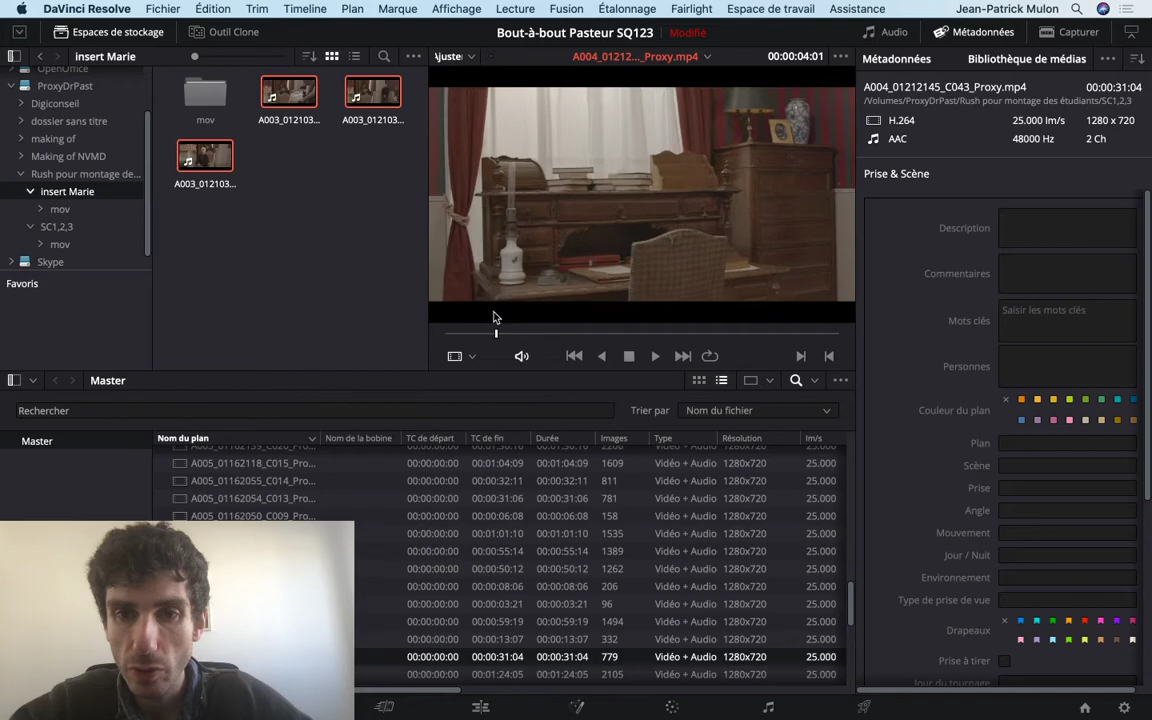 DaVinci Resolve Fichier Édition Trim Timeline Plan Marque Affichage Lecture Fusion Étalonnage Fairlight Espace de travail Assistance Jean-Patrick Mulon
Espaces de stockage Outil Clone Bout-à-bout Pasteur SQ123 Modifié Audio Métadonnées Capturer
insert Marie Ajuster A004_01212..._Proxy.mp4 00:00:04:01 Métadonnées Bibliothèque de médias
OpenOffice
ProxyDrPast
Digiconseil
dossier sans titre
making of
Making of NVMD
Rush pour montage de...
insert Marie
mov
SC1,2,3
mov
Skype
Favoris
mov A003_012103... A003_012103...
A003_012103...
A004_01212145_C043_Proxy.mp4 00:00:31:04
/Volumes/ProxyDrPast/Rush pour montage des étudiants/SC1,2,3
H.264 25.000 Im/s 1280 x 720
AAC 48000 Hz 2 Ch
Prise & Scène
Description
Commentaires
Mots clés Saisir les mots clés
Personnes
Couleur du plan
Plan
Scène
Prise
Angle
Mouvement
Jour / Nuit
Environnement
Type de prise de vue
Drapeaux
Prise à tirer
Jour du tournage
Master
Rechercher Trier par Nom du fichier
Master
Nom du plan Nom de la bobine TC de départ TC de fin Durée Images Type Résolution Im/s
A005_01162118_C015_Pro... 00:00:00:00 00:01:04:09 00:01:04:09 1609 Vidéo + Audio 1280x720 25.000
A005_01162055_C014_Pro... 00:00:00:00 00:00:32:11 00:00:32:11 811 Vidéo + Audio 1280x720 25.000
A005_01162054_C013_Pro... 00:00:00:00 00:00:31:06 00:00:31:06 781 Vidéo + Audio 1280x720 25.000
A005_01162050_C009_Pro... 00:00:00:00 00:00:06:08 00:00:06:08 158 Vidéo + Audio 1280x720 25.000
00:00:00:00 00:01:01:10 00:01:01:10 1535 Vidéo + Audio 1280x720 25.000
00:00:00:00 00:00:55:14 00:00:55:14 1389 Vidéo + Audio 1280x720 25.000
00:00:00:00 00:00:50:12 00:00:50:12 1262 Vidéo + Audio 1280x720 25.000
00:00:00:00 00:00:08:06 00:00:08:06 206 Vidéo + Audio 1280x720 25.000
00:00:00:00 00:00:03:21 00:00:03:21 96 Vidéo + Audio 1280x720 25.000
00:00:00:00 00:00:59:19 00:00:59:19 1494 Vidéo + Audio 1280x720 25.000
00:00:00:00 00:00:13:07 00:00:13:07 332 Vidéo + Audio 1280x720 25.000
00:00:00:00 00:00:31:04 00:00:31:04 779 Vidéo + Audio 1280x720 25.000
00:00:00:00 00:01:24:05 00:01:24:05 2105 Vidéo + Audio 1280x720 25.000